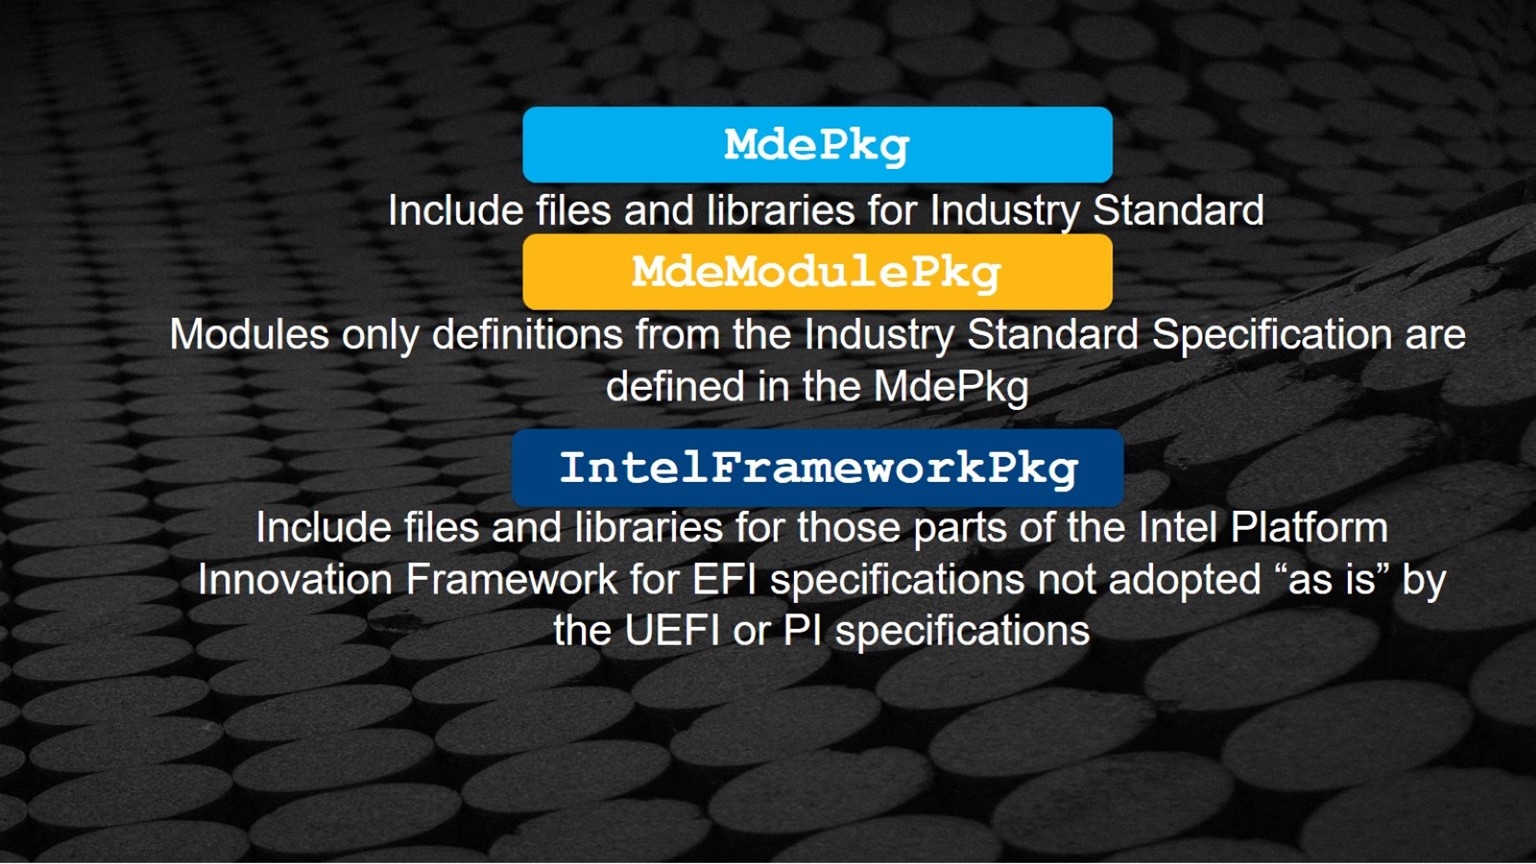 MdePkg
Include files and libraries for Industry Standard
MdeModulePkg
Modules only definitions from the Industry Standard Specification are
defined in the MdePkg
IntelFrameworkPkg
Include files and libraries for those parts of the Intel Platform
Innovation Framework for EFI specifications not adopted “as is” by
the UEFI or PI specifications